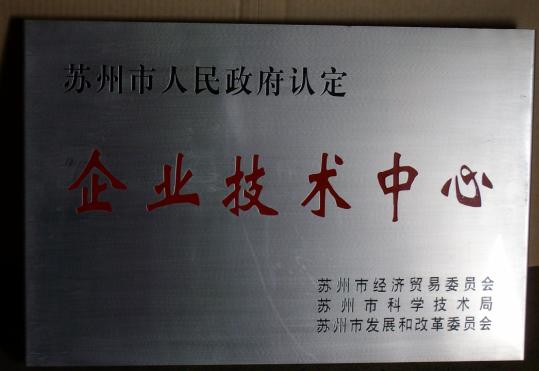 苏州市人民政府认定
企业技术中心
苏州市经济贸易委员会
苏州市科学技术局
苏州市发展和改革委员会